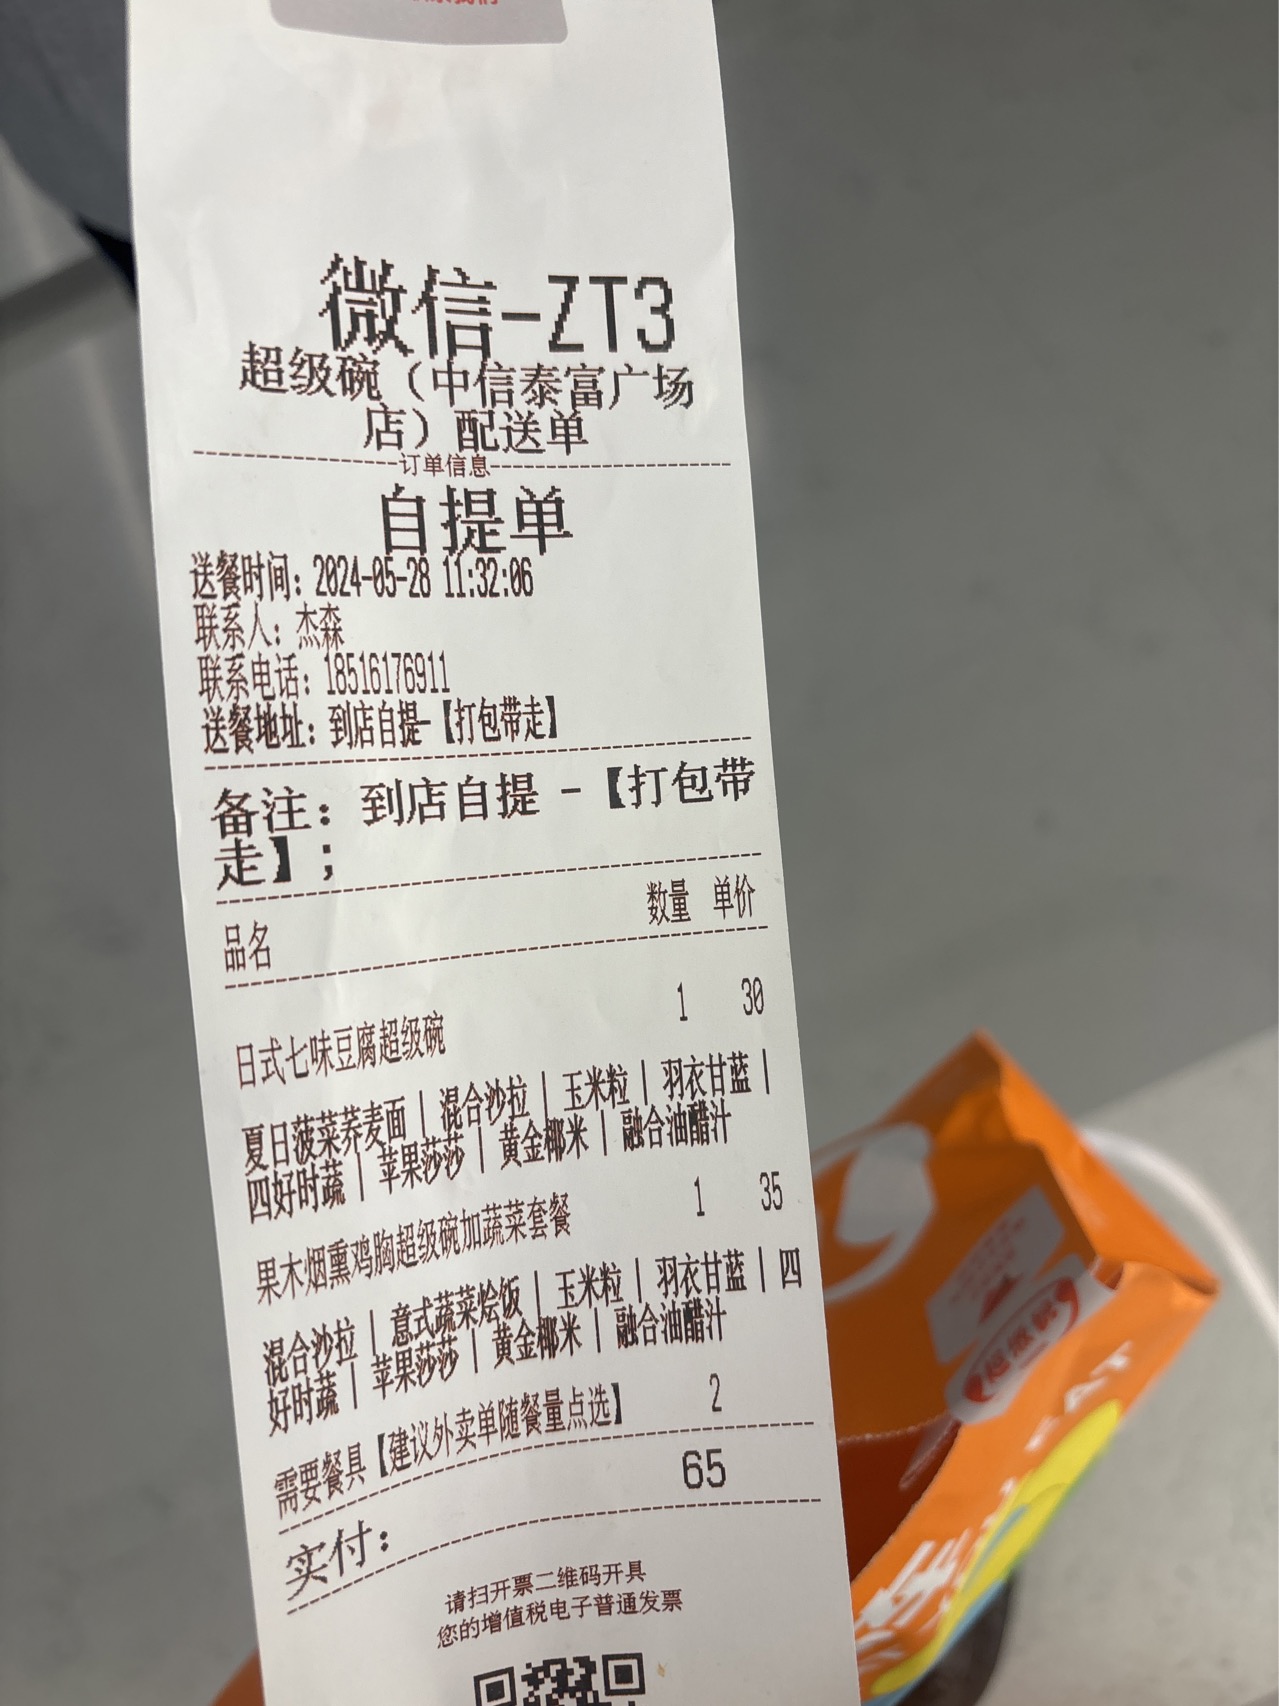 微信-ZT3
超级碗（中信泰富广场
店）配送单
订单信息
自提单
送餐时间：2024-05-28 11:32:06
联系人：杰森
联系电话：18516176911
送餐地址：到店自提-【打包带走】
备注：到店自提 -【打包带
走】；
品名 数量 单价
日式七味豆腐超级碗 1 30
夏日菠菜荞麦面 | 混合沙拉 | 玉米粒 | 羽衣甘蓝 |
四好时蔬 | 苹果莎莎 | 黄金椰米 | 融合油醋汁
果木烟熏鸡胸超级碗加蔬菜套餐 1 35
混合沙拉 | 意式蔬菜烩饭 | 玉米粒 | 羽衣甘蓝 | 四
好时蔬 | 苹果莎莎 | 黄金椰米 | 融合油醋汁
需要餐具【建议外卖单随餐量点选】 2
实付： 65
请扫开票二维码开具
您的增值税电子普通发票